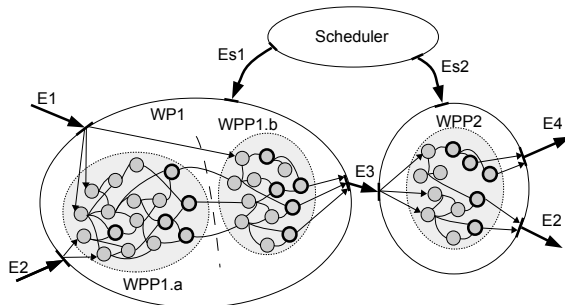 Scheduler
Es1
Es2
E1
WP1
WPP1.b
WPP2
E4
E3
E2
E2
WPP1.a